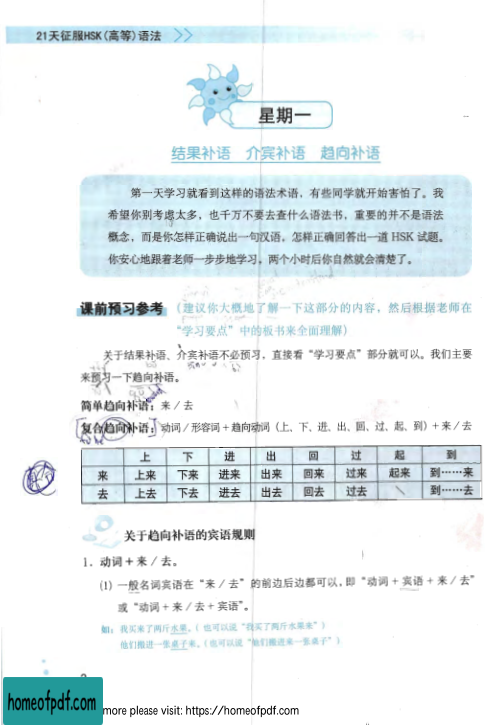 21天征服HSK(高等)语法
星期一
结果补语 介宾补语 趋向补语
第一天学习就看到这样的语法术语，有些同学就开始害怕了。我
希望你别考虑太多，也千万不要去查什么语法书，重要的并不是语法
概念，而是你怎样正确说出一句汉语，怎样正确回答出一道 HSK 试题。
你安心地跟着老师一步步地学习，两个小时后你自然就会清楚了。
课前预习参考 （建议你大概地了解一下这部分的内容，然后根据老师在
“学习要点”中的板书来全面理解）
关于结果补语、介宾补语不必预习，直接看“学习要点”部分就可以。我们主要
来预习一下趋向补语。
简单趋向补语：来／去
复合趋向补语：动词／形容词＋趋向动词（上、下、进、出、回、过、起、到）＋来／去
上 下 进 出 回 过 起 到
来 上来 下来 进来 出来 回来 过来 起来 到……来
去 上去 下去 进去 出去 回去 过去 \ 到……去
关于趋向补语的宾语规则
1. 动词＋来／去。
(1) 一般名词宾语在“来／去”的前边后边都可以，即“动词＋宾语＋来／去”
或“动词＋来／去＋宾语”。
如：我买来了两斤水果。（也可以说“我买了两斤水果来”）
他们搬进一张桌子来。（也可以说“他们搬进来一张桌子”）
homeofpdf.com
more please visit: https://homeofpdf.com